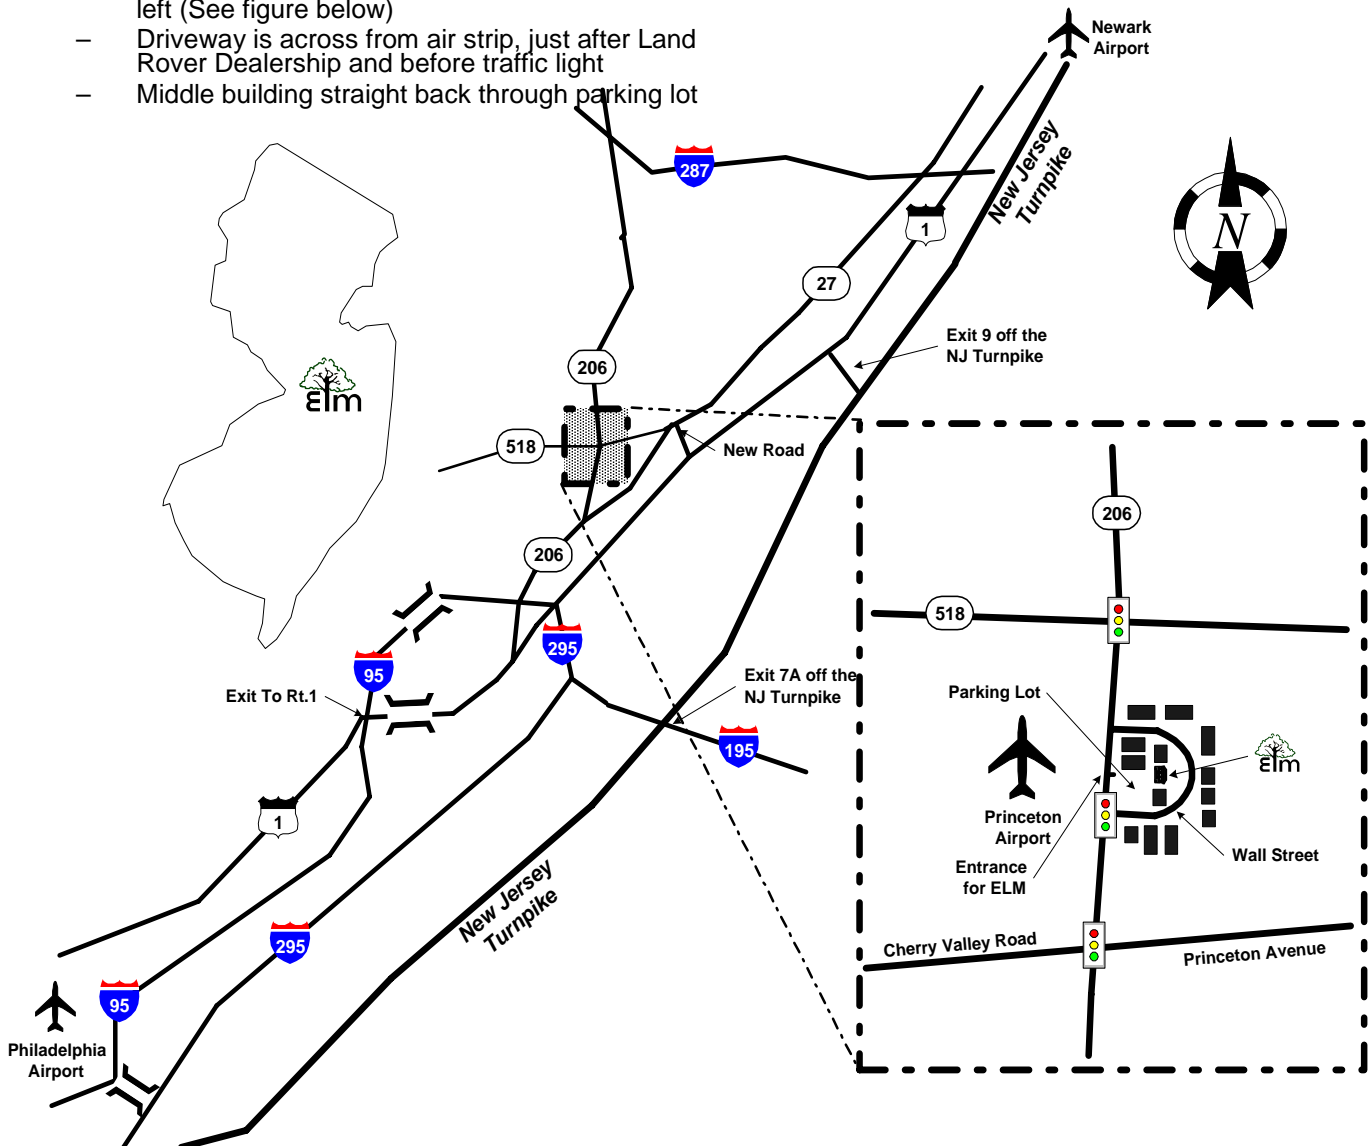 left (See figure below)
– Driveway is across from air strip, just after Land
Rover Dealership and before traffic light
– Middle building straight back through parking lot
Newark
Airport
287
New Jersey
Turnpike
1
N
27
Exit 9 off the
NJ Turnpike
206
elm
518
New Road
206
206
518
295
95
Exit To Rt.1
Exit 7A off the
NJ Turnpike
195
Parking Lot
elm
1
Princeton
Airport
Wall Street
Entrance
for ELM
New Jersey
Turnpike
295
Cherry Valley Road
Princeton Avenue
95
Philadelphia
Airport